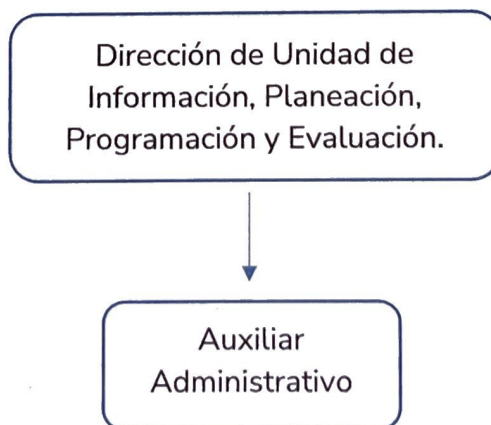 Dirección de Unidad de
Información, Planeación,
Programación y Evaluación.
Auxiliar
Administrativo